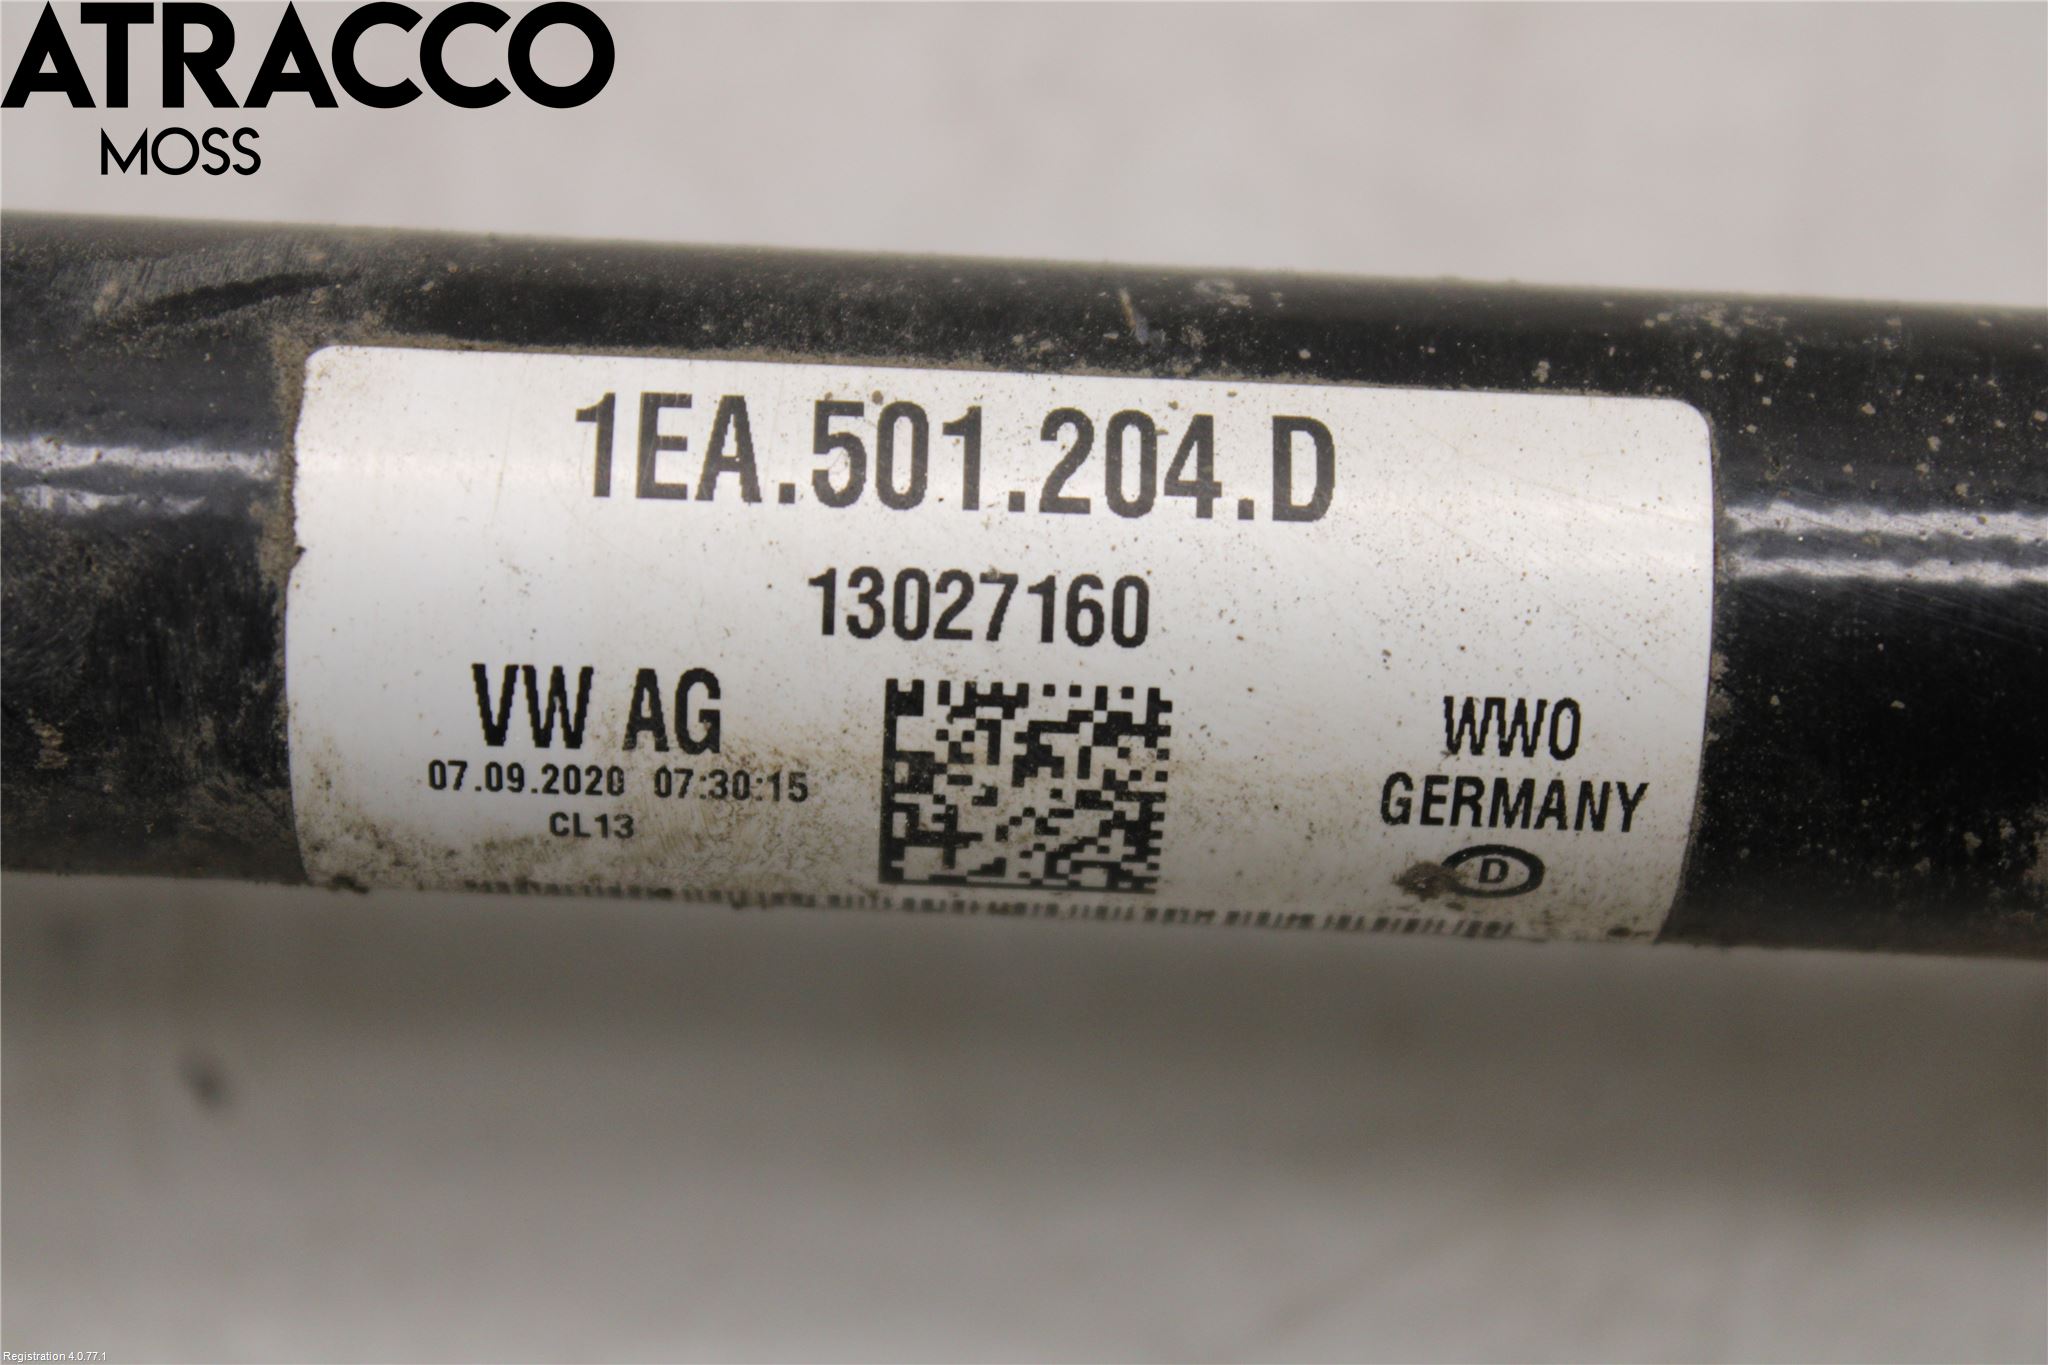 ATRACCO
MOSS
1EA.501.204.D
13027160
VW AG
07.09.2020 07:30:15
CL13
WWO
GERMANY
D
Registration 4.0.77.1